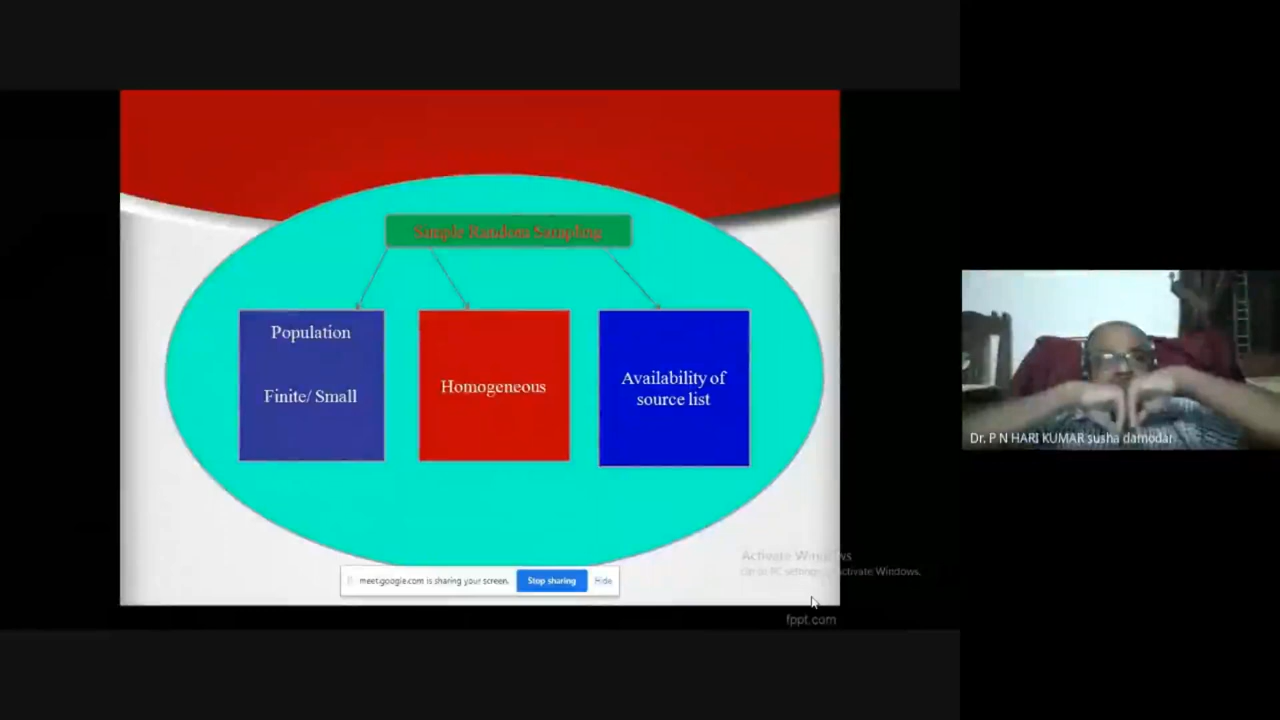 Simple Random Sampling
Population
Finite/ Small
Homogeneous
Availability of
source list
Dr. P N HARI KUMAR susha damodar
Activate Windows
Go to PC settings to activate Windows.
meet.google.com is sharing your screen.
Stop sharing
Hide
fppt.com